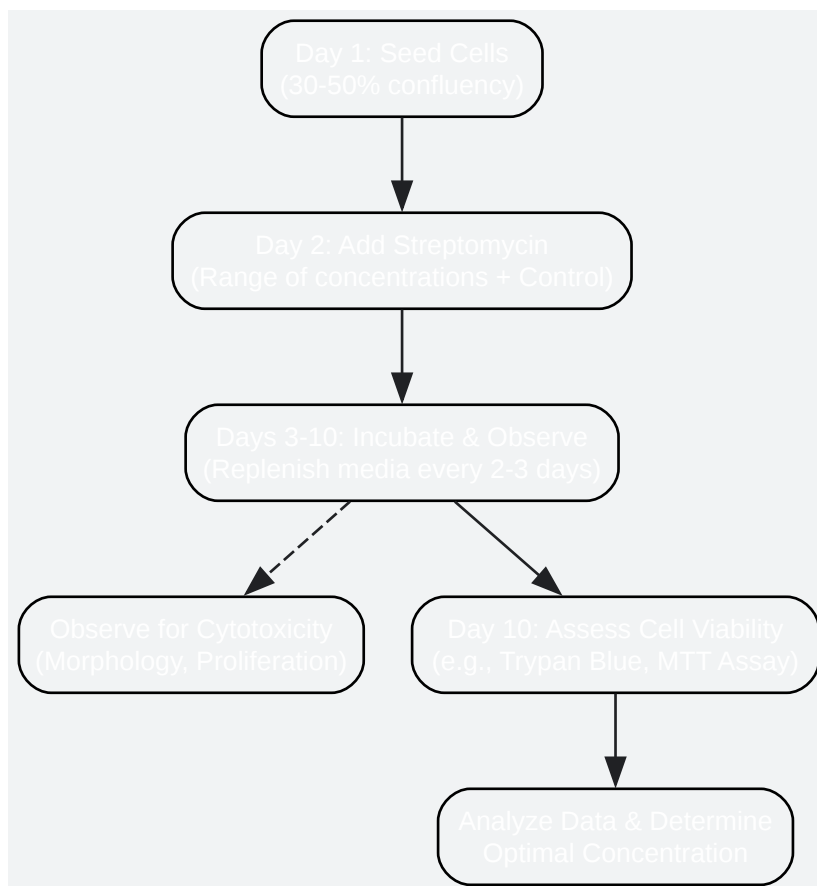 Day 1: Seed Cells
(30-50% confluency)
Day 2: Add Streptomycin
(Range of concentrations + Control)
Days 3-10: Incubate & Observe
(Replenish media every 2-3 days)
Observe for Cytotoxicity
(Morphology, Proliferation)
Day 10: Assess Cell Viability
(e.g., Trypan Blue, MTT Assay)
Analyze Data & Determine
Optimal Concentration